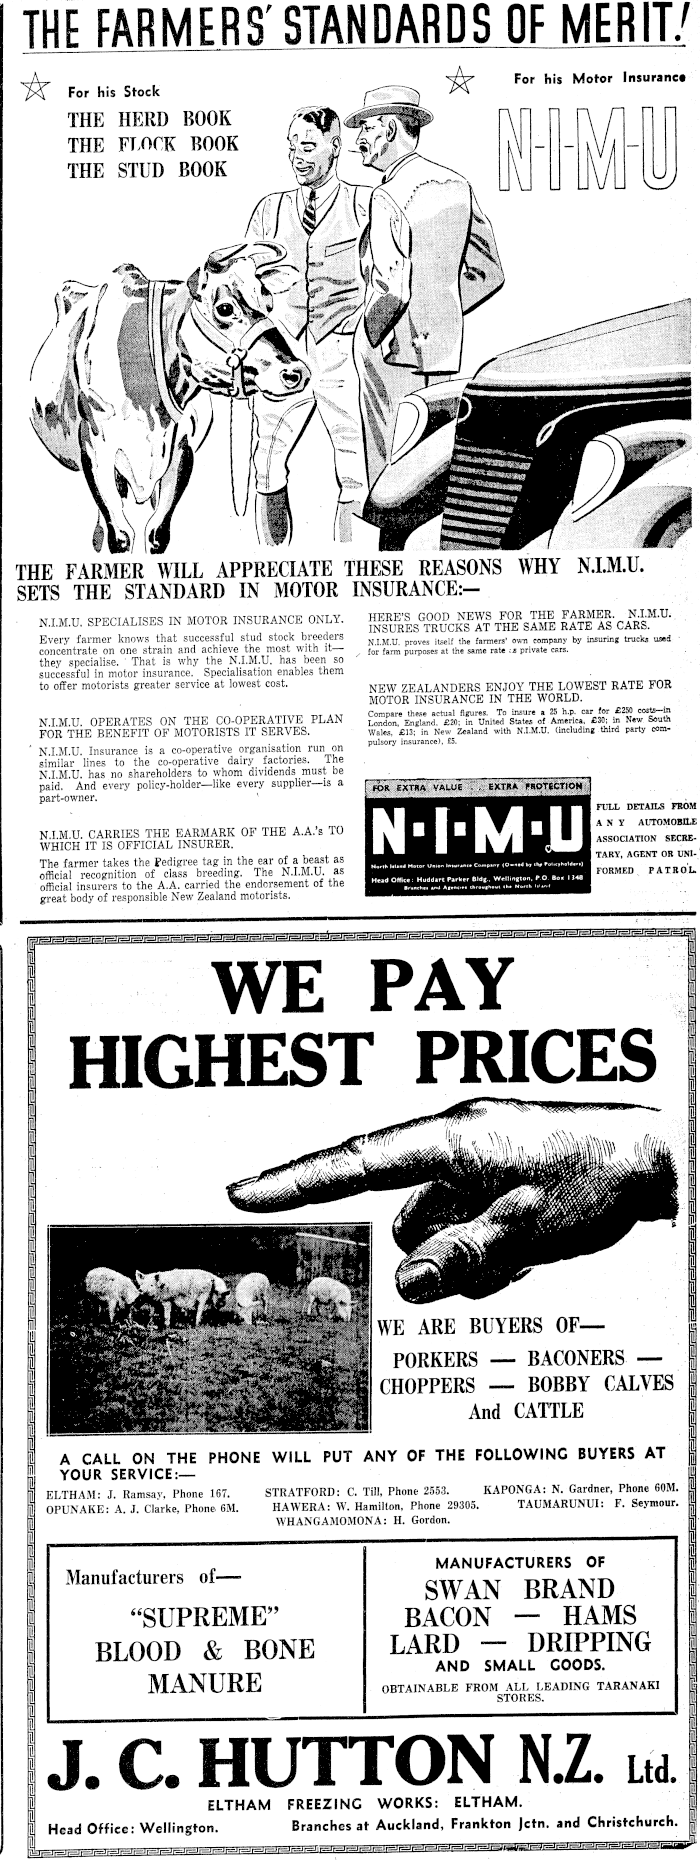 THE FARMERS' STANDARDS OF MERIT!
For his Stock
THE HERD BOOK
THE FLOCK BOOK
THE STUD BOOK
For his Motor Insurance
N-I-M-U
THE FARMER WILL APPRECIATE THESE REASONS WHY N.I.M.U.
SETS THE STANDARD IN MOTOR INSURANCE:—
N.I.M.U. SPECIALISES IN MOTOR INSURANCE ONLY.
Every farmer knows that successful stud stock breeders
concentrate on one strain and achieve the most with it—
they specialise. That is why the N.I.M.U. has been so
successful in motor insurance. Specialisation enables them
to offer motorists greater service at lowest cost.
N.I.M.U. OPERATES ON THE CO-OPERATIVE PLAN
FOR THE BENEFIT OF MOTORISTS IT SERVES.
N.I.M.U. Insurance is a co-operative organisation run on
similar lines to the co-operative dairy factories. The
N.I.M.U. has no shareholders to whom dividends must be
paid. And every policy-holder—like every supplier—is a
part-owner.
N.I.M.U. CARRIES THE EARMARK OF THE A.A.'s TO
WHICH IT IS OFFICIAL INSURER.
The farmer takes the Pedigree tag in the ear of a beast as
official recognition of class breeding. The N.I.M.U. as
official insurers to the A.A. carried the endorsement of the
great body of responsible New Zealand motorists.
HERE'S GOOD NEWS FOR THE FARMER. N.I.M.U.
INSURES TRUCKS AT THE SAME RATE AS CARS.
N.I.M.U. proves itself the farmers' own company by insuring trucks used
for farm purposes at the same rate as private cars.
NEW ZEALANDERS ENJOY THE LOWEST RATE FOR
MOTOR INSURANCE IN THE WORLD.
Compare these actual figures. To insure a 25 h.p. car for £250 costs—in
London, England, £20; in United States of America, £30; in New South
Wales, £13; in New Zealand with N.I.M.U. (including third party com-
pulsory insurance), £5.
FOR EXTRA VALUE . . EXTRA PROTECTION
N·I·M·U
North Island Motor Union Insurance Company (Owned by the Policyholders)
Head Office: Huddart Parker Bldg., Wellington, P.O. Box 1348
Branches and Agencies throughout the North Island
FULL DETAILS FROM
ANY AUTOMOBILE
ASSOCIATION SECRE-
TARY, AGENT OR UNI-
FORMED PATROL.
WE PAY
HIGHEST PRICES
WE ARE BUYERS OF—
PORKERS — BACONERS —
CHOPPERS — BOBBY CALVES
And CATTLE
A CALL ON THE PHONE WILL PUT ANY OF THE FOLLOWING BUYERS AT
YOUR SERVICE:—
ELTHAM: J. Ramsay, Phone 167. STRATFORD: C. Till, Phone 2553. KAPONGA: N. Gardner, Phone 60M.
OPUNAKE: A. J. Clarke, Phone 6M. HAWERA: W. Hamilton, Phone 29305. TAUMARUNUI: F. Seymour.
WHANGAMOMONA: H. Gordon.
Manufacturers of—
"SUPREME"
BLOOD & BONE
MANURE
MANUFACTURERS OF
SWAN BRAND
BACON — HAMS
LARD — DRIPPING
AND SMALL GOODS.
OBTAINABLE FROM ALL LEADING TARANAKI
STORES.
J. C. HUTTON N.Z. Ltd.
ELTHAM FREEZING WORKS: ELTHAM.
Head Office: Wellington. Branches at Auckland, Frankton Jctn. and Christchurch.